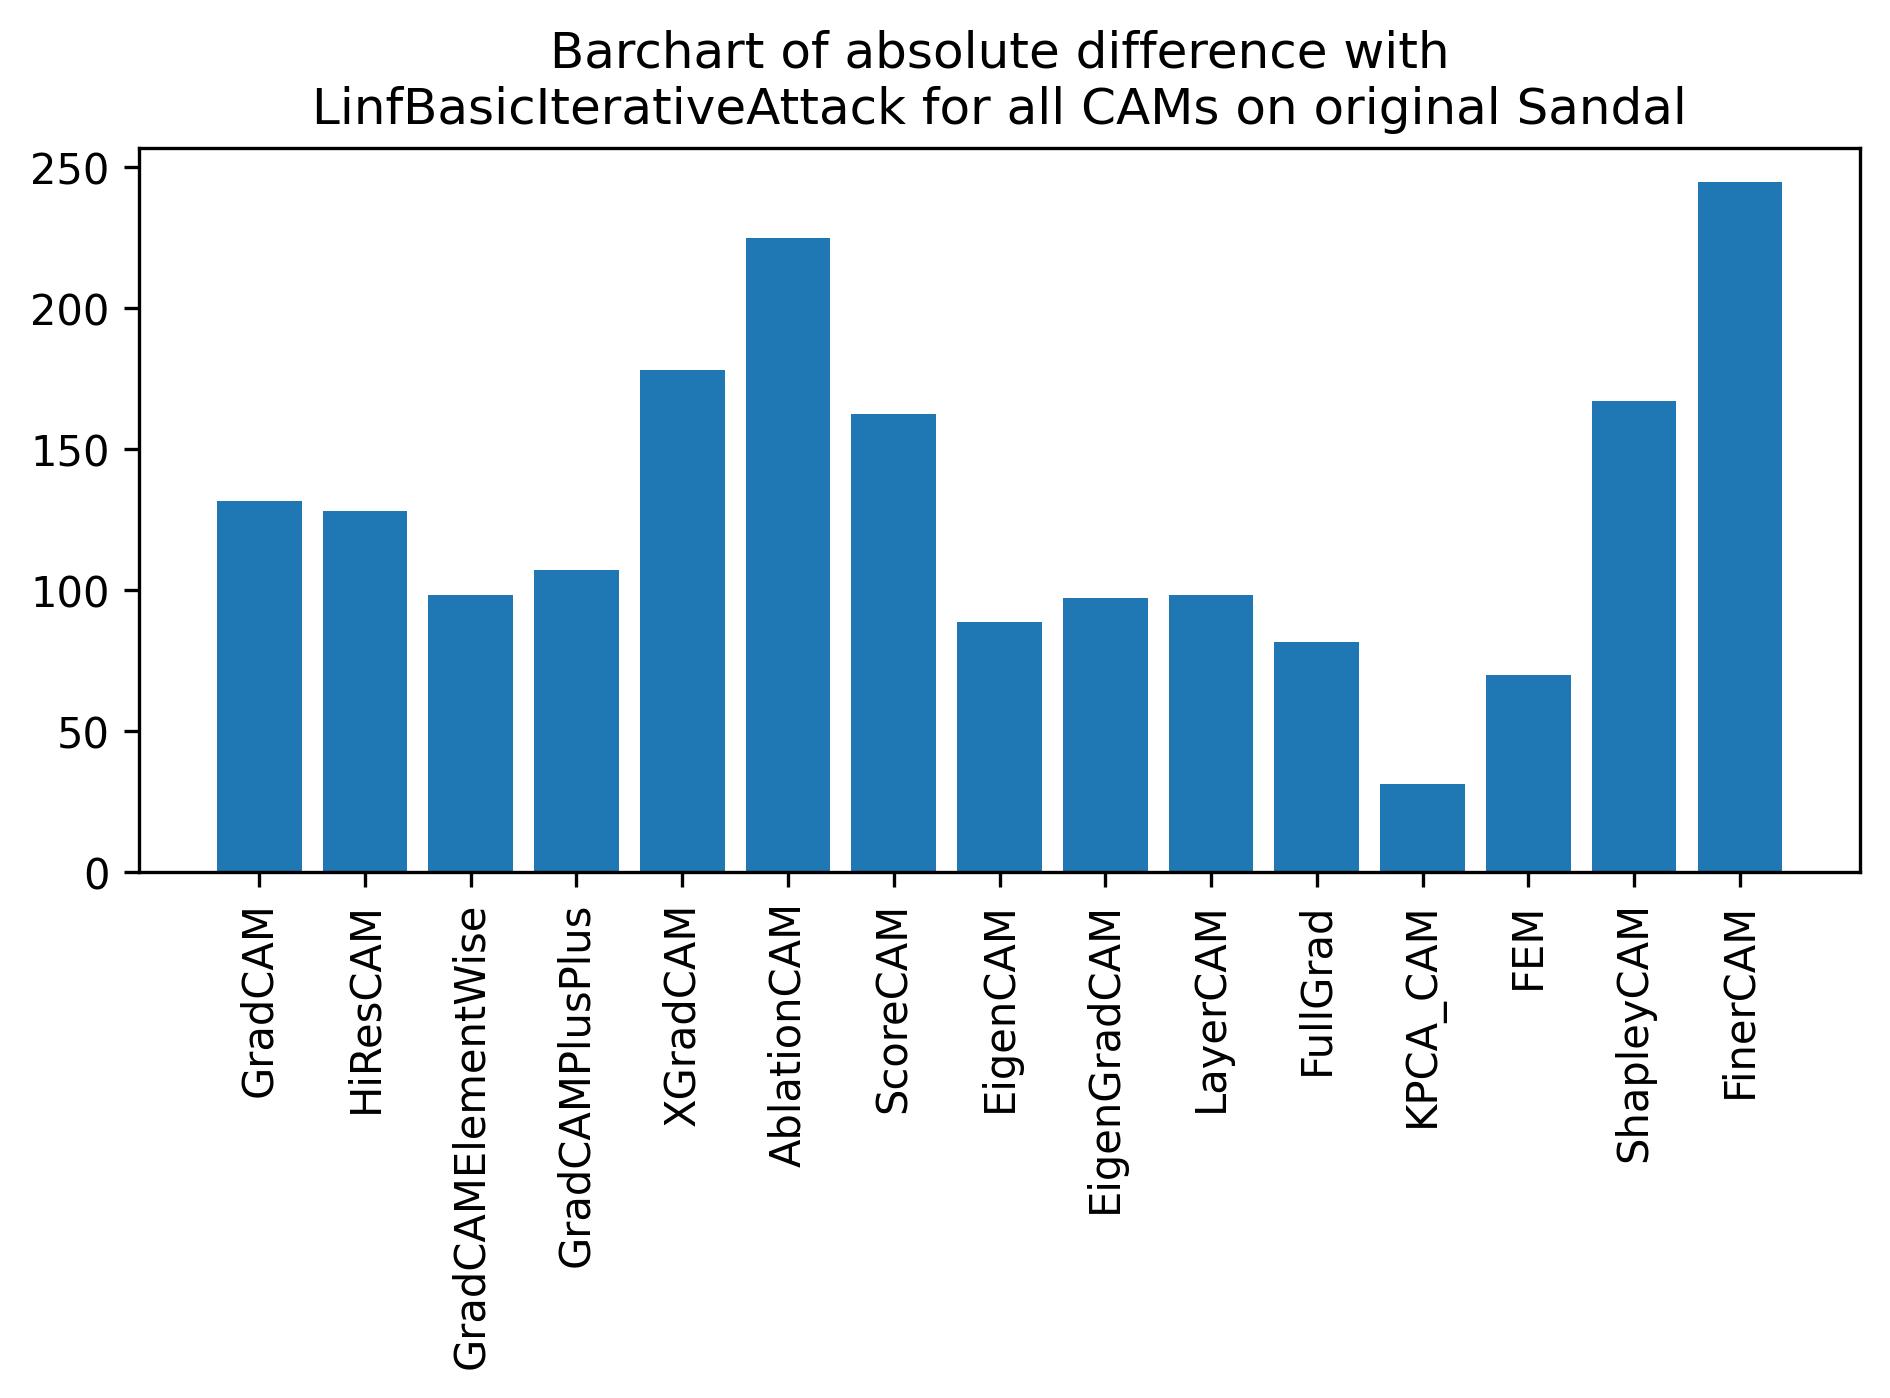 Barchart of absolute difference with
LinfBasicIterativeAttack for all CAMs on original Sandal
250
200
150
100
50
0
GradCAM
HiResCAM
GradCAMElementWise
GradCAMPlusPlus
XGradCAM
AblationCAM
ScoreCAM
EigenCAM
EigenGradCAM
LayerCAM
FullGrad
KPCA_CAM
FEM
ShapleyCAM
FinerCAM